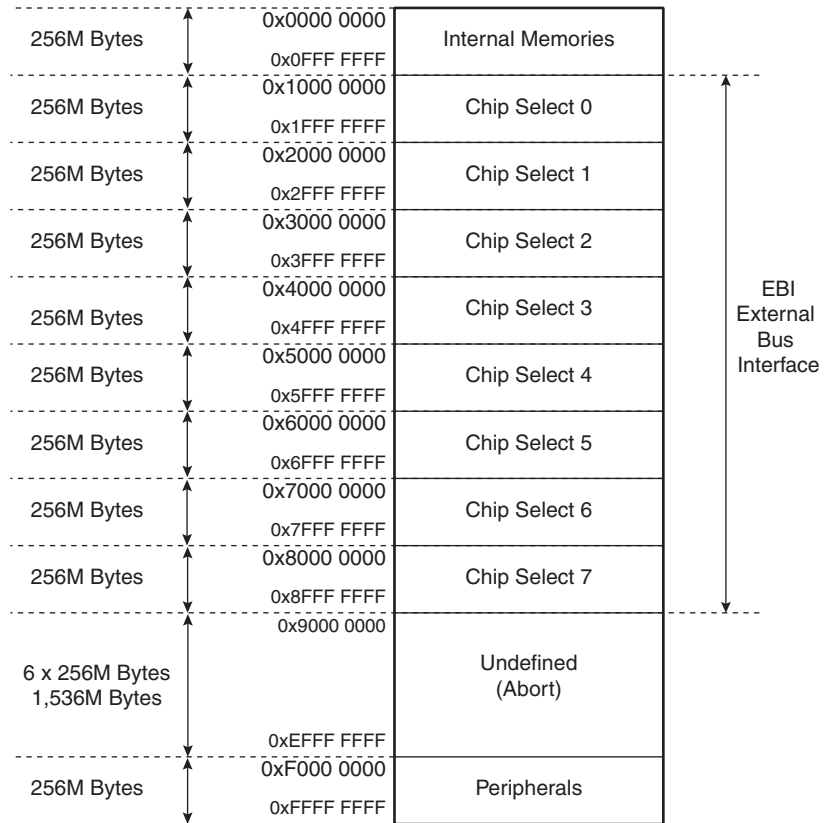 0x0000 0000
256M Bytes
Internal Memories
0x0FFF FFFF
0x1000 0000
256M Bytes
Chip Select 0
0x1FFF FFFF
0x2000 0000
256M Bytes
Chip Select 1
0x2FFF FFFF
0x3000 0000
256M Bytes
Chip Select 2
0x3FFF FFFF
0x4000 0000
256M Bytes
Chip Select 3
0x4FFF FFFF
EBI
External
Bus
Interface
0x5000 0000
256M Bytes
Chip Select 4
0x5FFF FFFF
0x6000 0000
256M Bytes
Chip Select 5
0x6FFF FFFF
0x7000 0000
256M Bytes
Chip Select 6
0x7FFF FFFF
0x8000 0000
256M Bytes
Chip Select 7
0x8FFF FFFF
0x9000 0000
6 x 256M Bytes
1,536M Bytes
Undefined
(Abort)
0xEFFF FFFF
0xF000 0000
256M Bytes
Peripherals
0xFFFF FFFF